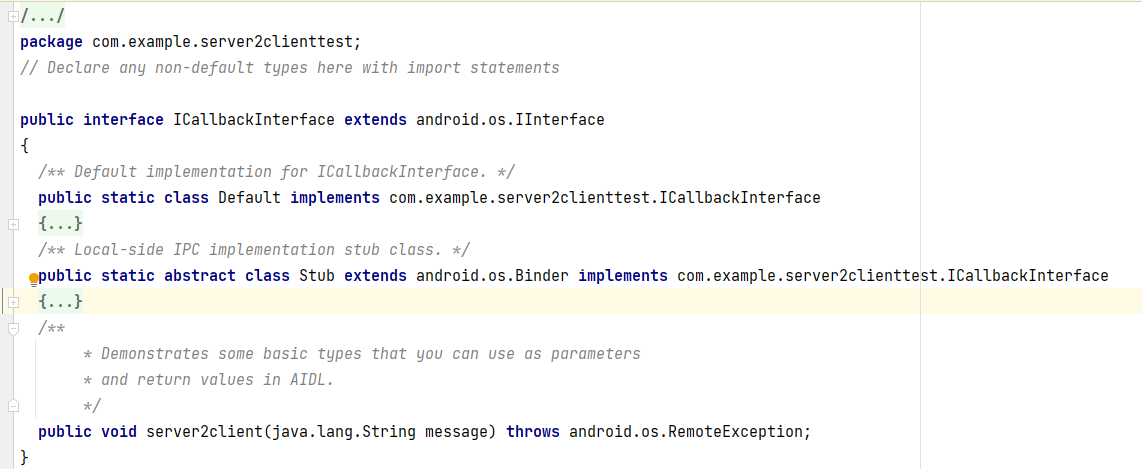 /.../
package com.example.server2clienttest;
// Declare any non-default types here with import statements
public interface ICallbackInterface extends android.os.IInterface
{
/** Default implementation for ICallbackInterface. */
public static class Default implements com.example.server2clienttest.ICallbackInterface
{...}
/** Local-side IPC implementation stub class. */
public static abstract class Stub extends android.os.Binder implements com.example.server2clienttest.ICallbackInterface
{...}
/**
* Demonstrates some basic types that you can use as parameters
* and return values in AIDL.
*/
public void server2client(java.lang.String message) throws android.os.RemoteException;
}